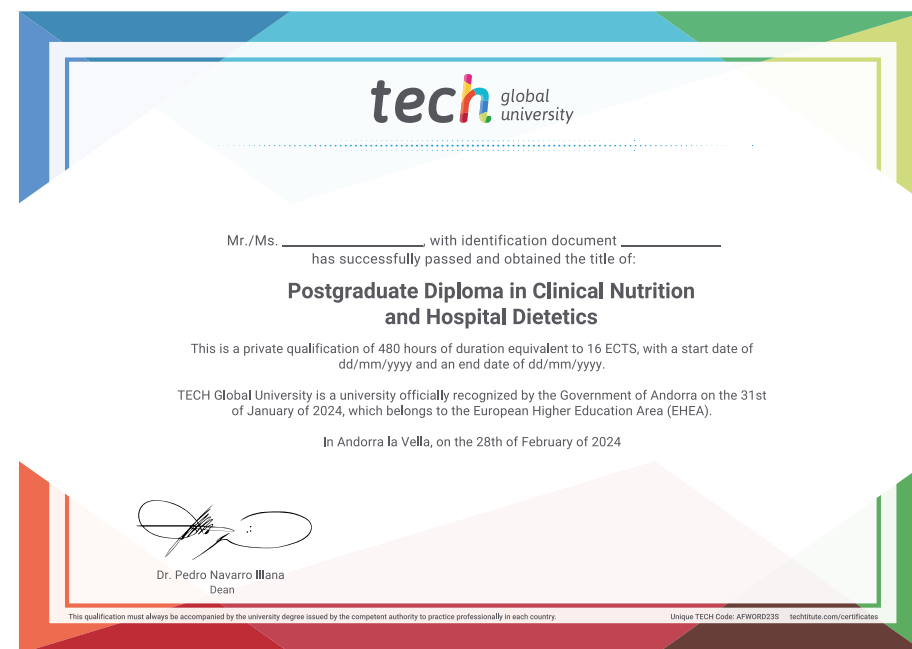 tech global university
Mr./Ms. ____________________, with identification document ______________
has successfully passed and obtained the title of:
Postgraduate Diploma in Clinical Nutrition
and Hospital Dietetics
This is a private qualification of 480 hours of duration equivalent to 16 ECTS, with a start date of
dd/mm/yyyy and an end date of dd/mm/yyyy.
TECH Global University is a university officially recognized by the Government of Andorra on the 31st
of January of 2024, which belongs to the European Higher Education Area (EHEA).
In Andorra la Vella, on the 28th of February of 2024
Dr. Pedro Navarro Illana
Dean
This qualification must always be accompanied by the university degree issued by the competent authority to practice professionally in each country.
Unique TECH Code: AFWORD23S techtitute.com/certificates